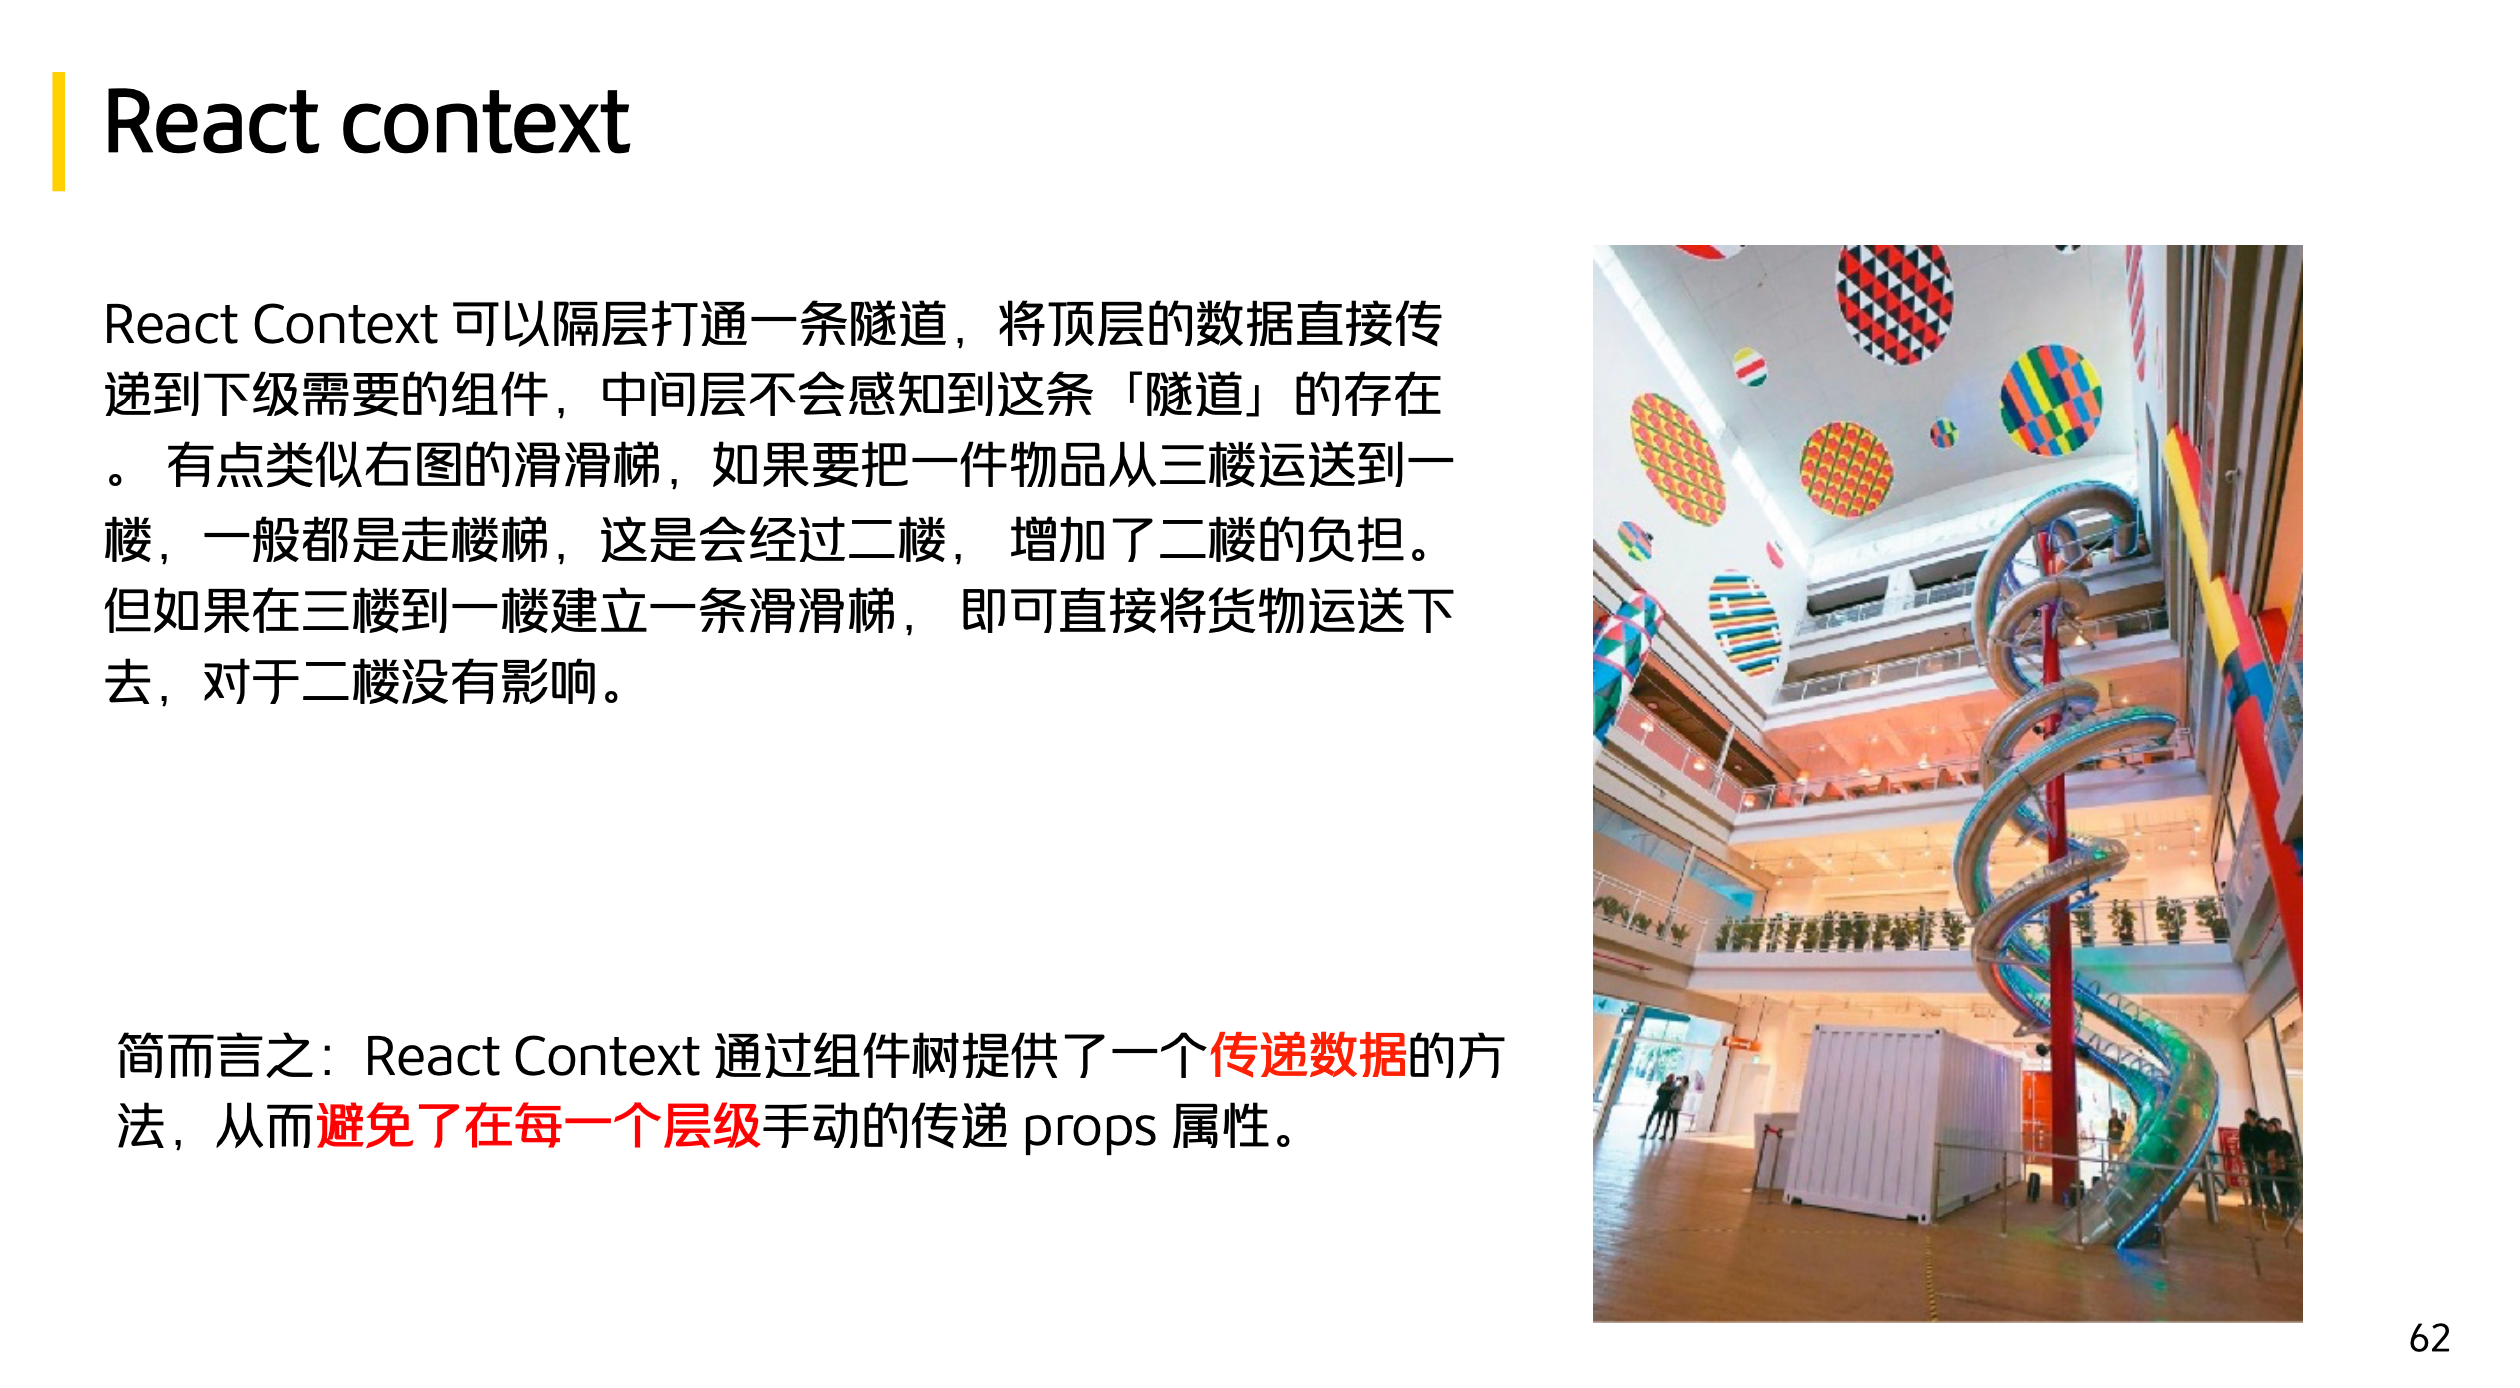 React context
React Context 可以隔层打通一条隧道，将顶层的数据直接传
递到下级需要的组件，中间层不会感知到这条「隧道」的存在
。 有点类似右图的滑滑梯，如果要把一件物品从三楼运送到一
楼，一般都是走楼梯，这是会经过二楼， 增加了二楼的负担。
但如果在三楼到一楼建立一条滑滑梯， 即可直接将货物运送下
去，对于二楼没有影响。
简而言之：React Context 通过组件树提供了一个传递数据的方
法，从而避免了在每一个层级手动的传递 props 属性。
62